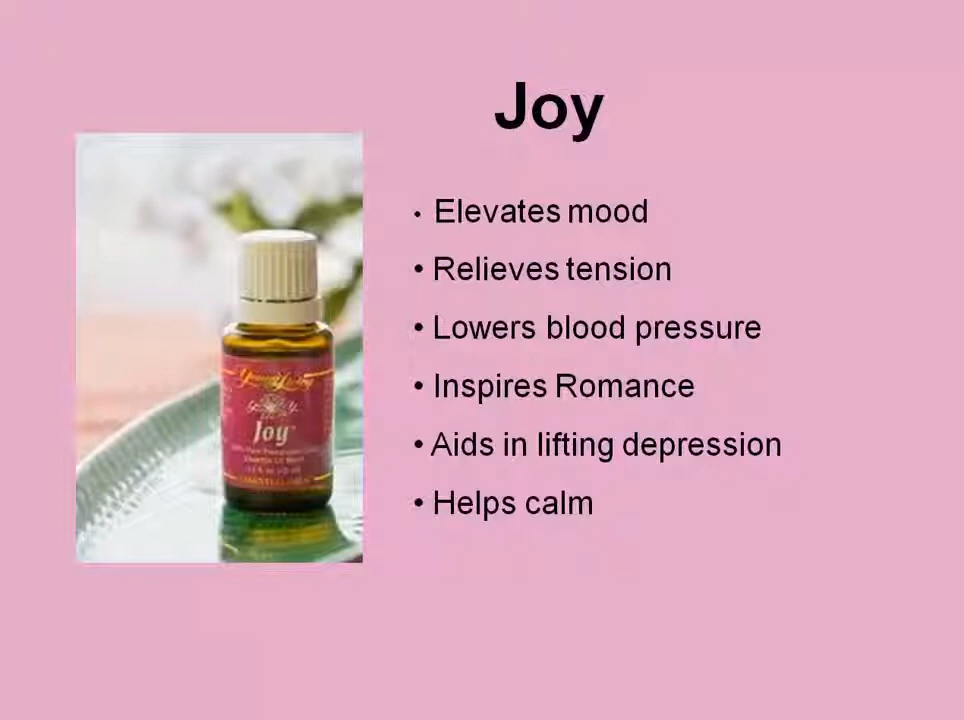 Joy
• Elevates mood
• Relieves tension
• Lowers blood pressure
• Inspires Romance
• Aids in lifting depression
• Helps calm
Young Living
Joy